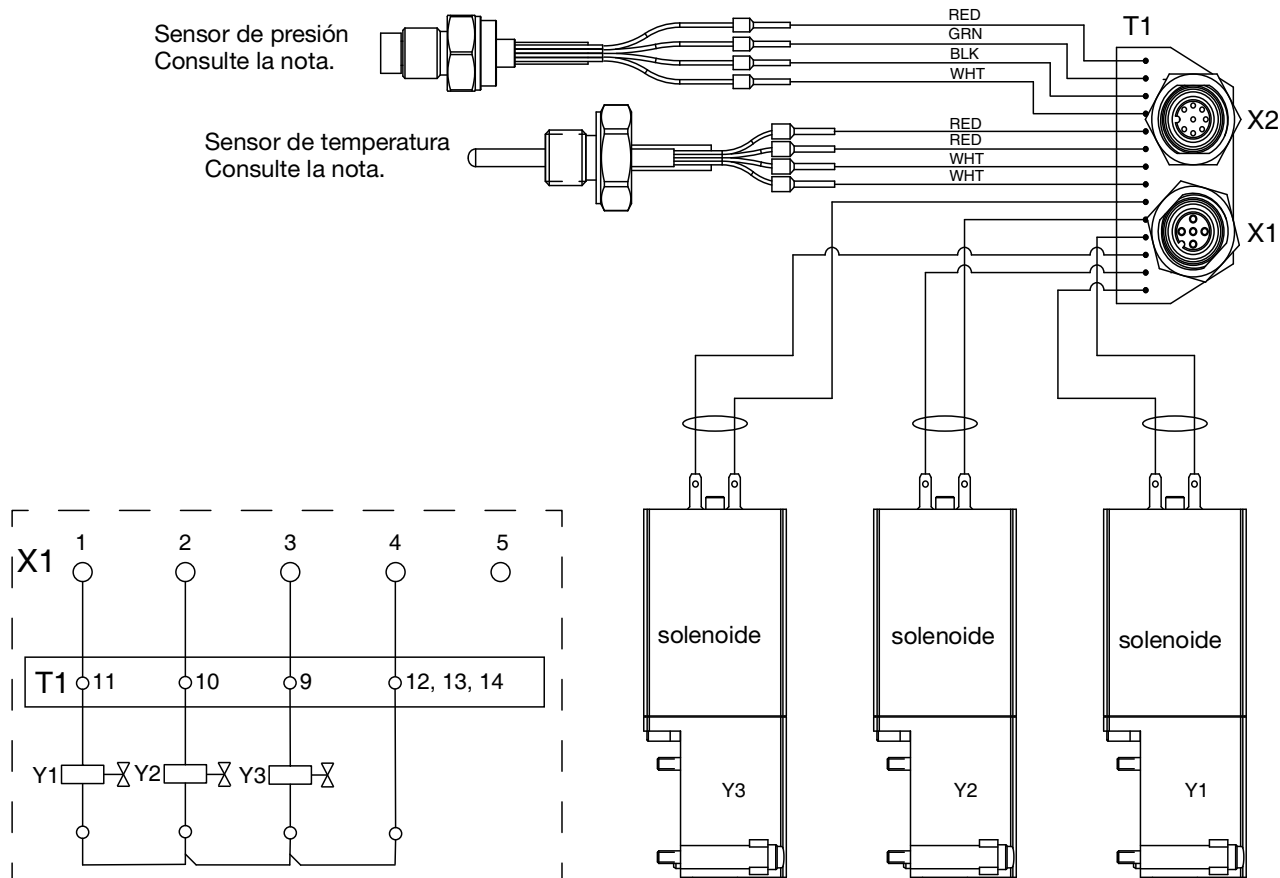 Sensor de presión
Consulte la nota.
RED
GRN
BLK
WHT
T1
X2
Sensor de temperatura
Consulte la nota.
RED
RED
WHT
WHT
X1
solenoide
solenoide
solenoide
Y3
Y2
Y1
X1
1 2 3 4 5
T1 11 10 9 12, 13, 14
Y1 Y2 Y3